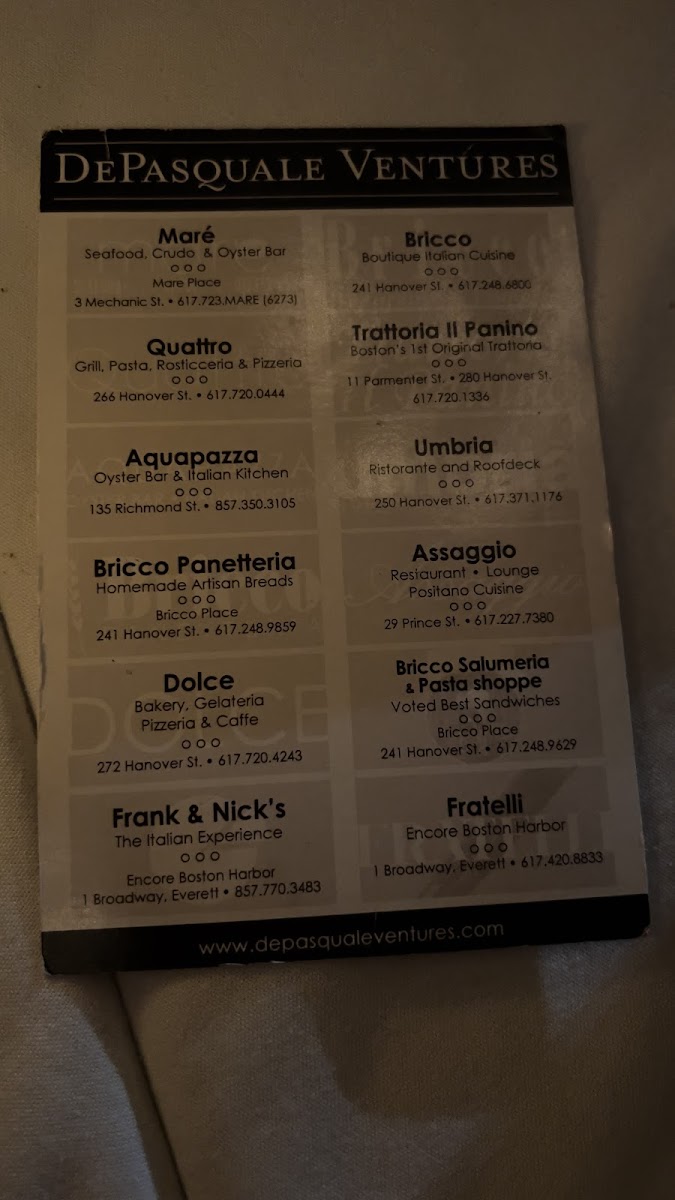 DEPASQUALE VENTURES
Maré
Seafood, Crudo & Oyster Bar
Mare Place
3 Mechanic St. • 617.723.MARE (6273)
Bricco
Boutique Italian Cuisine
241 Hanover St. • 617.248.6800
Quattro
Grill, Pasta, Rosticceria & Pizzeria
266 Hanover St. • 617.720.0444
Trattoria Il Panino
Boston's 1st Original Trattoria
11 Parmenter St. • 280 Hanover St.
617.720.1336
Aquapazza
Oyster Bar & Italian Kitchen
135 Richmond St. • 857.350.3105
Umbria
Ristorante and Roofdeck
250 Hanover St. • 617.371.1176
Bricco Panetteria
Homemade Artisan Breads
Bricco Place
241 Hanover St. • 617.248.9859
Assaggio
Restaurant • Lounge
Positano Cuisine
29 Prince St. • 617.227.7380
Dolce
Bakery, Gelateria
Pizzeria & Caffe
272 Hanover St. • 617.720.4243
Bricco Salumeria
& Pasta shoppe
Voted Best Sandwiches
Bricco Place
241 Hanover St. • 617.248.9629
Frank & Nick's
The Italian Experience
Encore Boston Harbor
1 Broadway, Everett • 857.770.3483
Fratelli
Encore Boston Harbor
1 Broadway, Everett • 617.420.8833
www.depasqualeventures.com